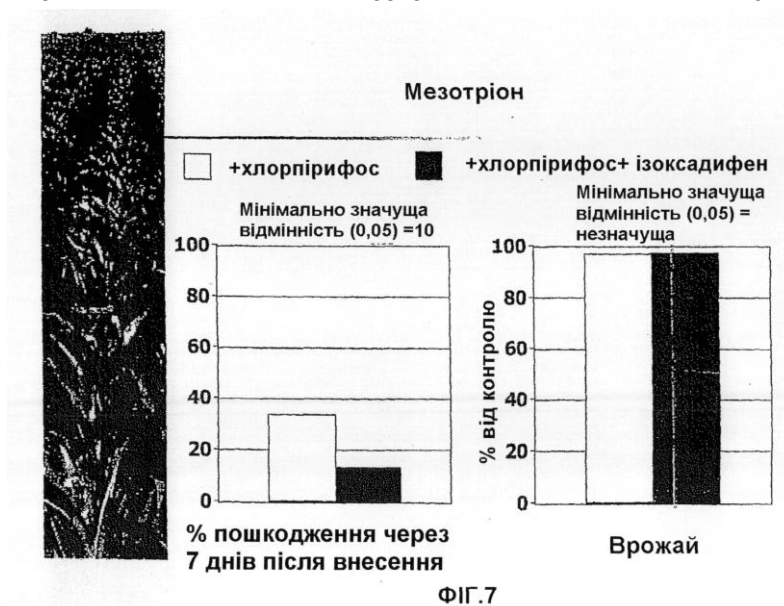 Мезотріон
+хлорпірифос
+хлорпірифос+ ізоксадифен
Мінімально значуща
відмінність (0,05) =10
100
80
60
40
20
0
% пошкодження через
7 днів після внесення
Мінімально значуща
відмінність (0,05) =
незначуща
% від контролю
100
80
60
40
20
0
Врожай
ФІГ.7